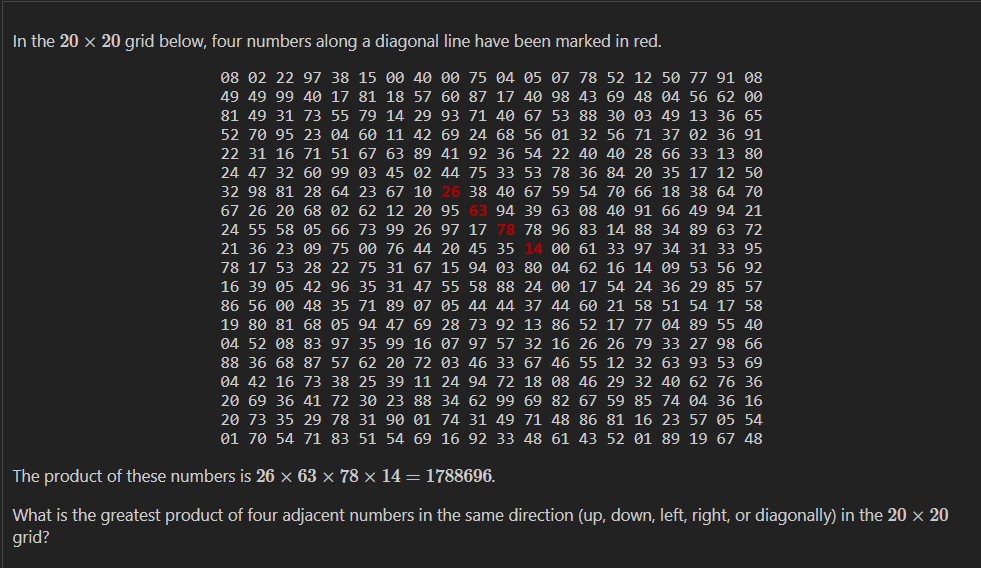 In the 20 × 20 grid below, four numbers along a diagonal line have been marked in red.
08 02 22 97 38 15 00 40 00 75 04 05 07 78 52 12 50 77 91 08
49 49 99 40 17 81 18 57 60 87 17 40 98 43 69 48 04 56 62 00
81 49 31 73 55 79 14 29 93 71 40 67 53 88 30 03 49 13 36 65
52 70 95 23 04 60 11 42 69 24 68 56 01 32 56 71 37 02 36 91
22 31 16 71 51 67 63 89 41 92 36 54 22 40 40 28 66 33 13 80
24 47 32 60 99 03 45 02 44 75 33 53 78 36 84 20 35 17 12 50
32 98 81 28 64 23 67 10 26 38 40 67 59 54 70 66 18 38 64 70
67 26 20 68 02 62 12 20 95 63 94 39 63 08 40 91 66 49 94 21
24 55 58 05 66 73 99 26 97 17 78 78 96 83 14 88 34 89 63 72
21 36 23 09 75 00 76 44 20 45 35 14 00 61 33 97 34 31 33 95
78 17 53 28 22 75 31 67 15 94 03 80 04 62 16 14 09 53 56 92
16 39 05 42 96 35 31 47 55 58 88 24 00 17 54 24 36 29 85 57
86 56 00 48 35 71 89 07 05 44 44 37 44 60 21 58 51 54 17 58
19 80 81 68 05 94 47 69 28 73 92 13 86 52 17 77 04 89 55 40
04 52 08 83 97 35 99 16 07 97 57 32 16 26 26 79 33 27 98 66
88 36 68 87 57 62 20 72 03 46 33 67 46 55 12 32 63 93 53 69
04 42 16 73 38 25 39 11 24 94 72 18 08 46 29 32 40 62 76 36
20 69 36 41 72 30 23 88 34 62 99 69 82 67 59 85 74 04 36 16
20 73 35 29 78 31 90 01 74 31 49 71 48 86 81 16 23 57 05 54
01 70 54 71 83 51 54 69 16 92 33 48 61 43 52 01 89 19 67 48
The product of these numbers is 26 × 63 × 78 × 14 = 1788696.
What is the greatest product of four adjacent numbers in the same direction (up, down, left, right, or diagonally) in the 20 × 20
grid?